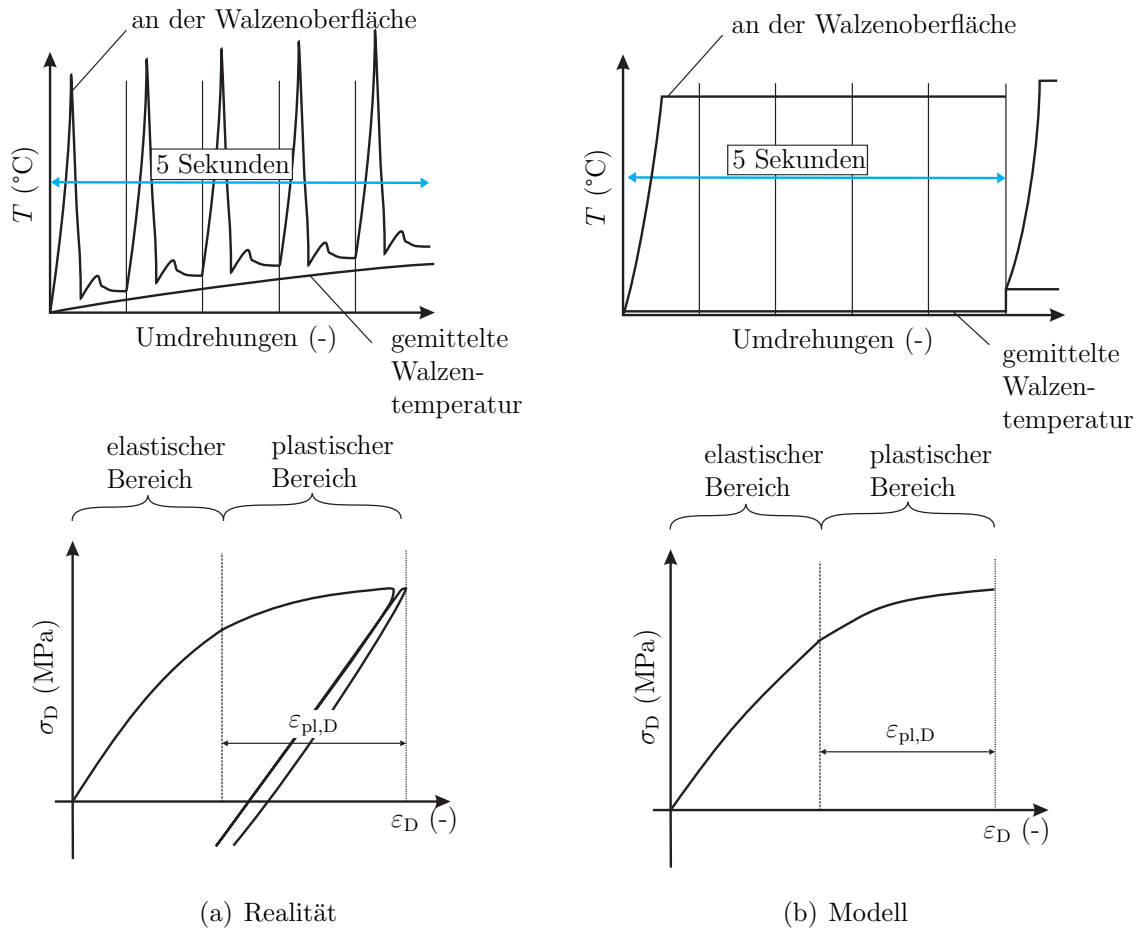 an der Walzenoberfläche
T (°C)
5 Sekunden
Umdrehungen (-)
gemittelte
Walzen-
temperatur
an der Walzenoberfläche
T (°C)
5 Sekunden
Umdrehungen (-)
gemittelte
Walzen-
temperatur
elastischer
Bereich
plastischer
Bereich
σD (MPa)
εpl,D
εD (-)
(a) Realität
elastischer
Bereich
plastischer
Bereich
σD (MPa)
εpl,D
εD (-)
(b) Modell